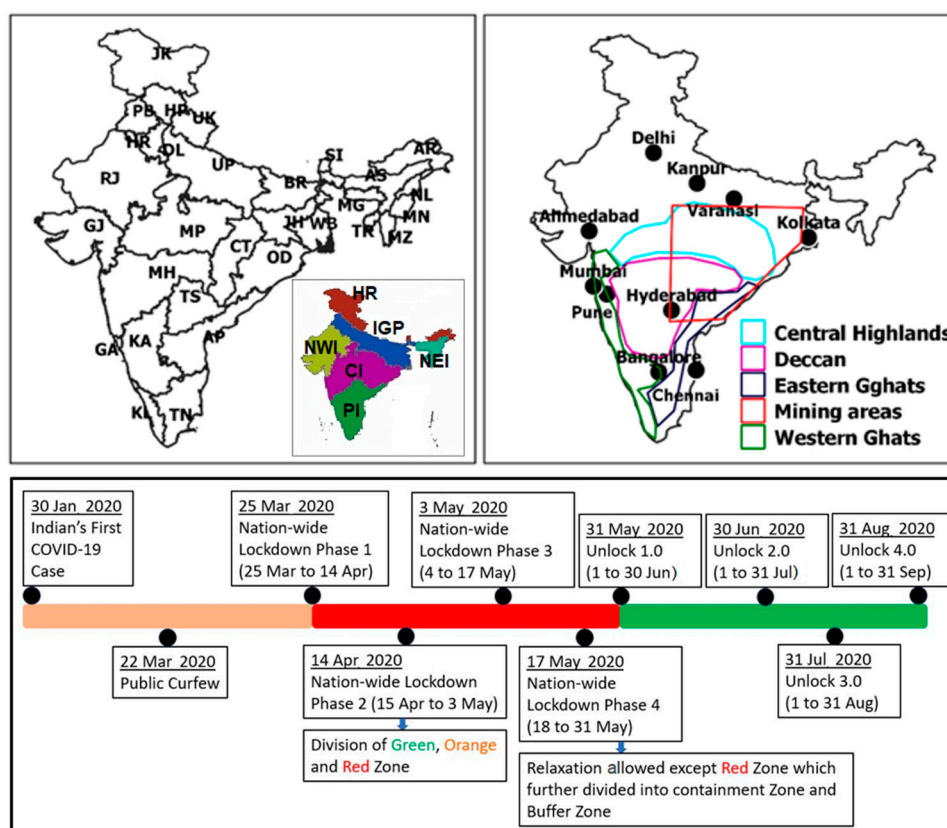 JK
PB
HP
UK
HR
DL
RJ
UP
SI
AR
AS
BR
NL
MG
MN
TR
MZ
GJ
MP
JH
WB
CT
OD
MH
TS
KA
GA
AP
KL
TN
HR
IGP
NWI
NEI
CI
PI
Delhi
Kanpur
Varanasi
Ahmedabad
Kolkata
Mumbai
Pune
Hyderabad
Bangalore
Chennai
Central Highlands
Deccan
Eastern Gghats
Mining areas
Western Ghats
30 Jan 2020
Indian's First
COVID-19
Case
25 Mar 2020
Nation-wide
Lockdown Phase 1
(25 Mar to 14 Apr)
3 May 2020
Nation-wide
Lockdown Phase 3
(4 to 17 May)
31 May 2020
Unlock 1.0
(1 to 30 Jun)
30 Jun 2020
Unlock 2.0
(1 to 31 Jul)
31 Aug 2020
Unlock 4.0
(1 to 31 Sep)
22 Mar 2020
Public Curfew
14 Apr 2020
Nation-wide Lockdown
Phase 2 (15 Apr to 3 May)
Division of Green, Orange
and Red Zone
17 May 2020
Nation-wide
Lockdown Phase 4
(18 to 31 May)
Relaxation allowed except Red Zone which
further divided into containment Zone and
Buffer Zone
31 Jul 2020
Unlock 3.0
(1 to 31 Aug)